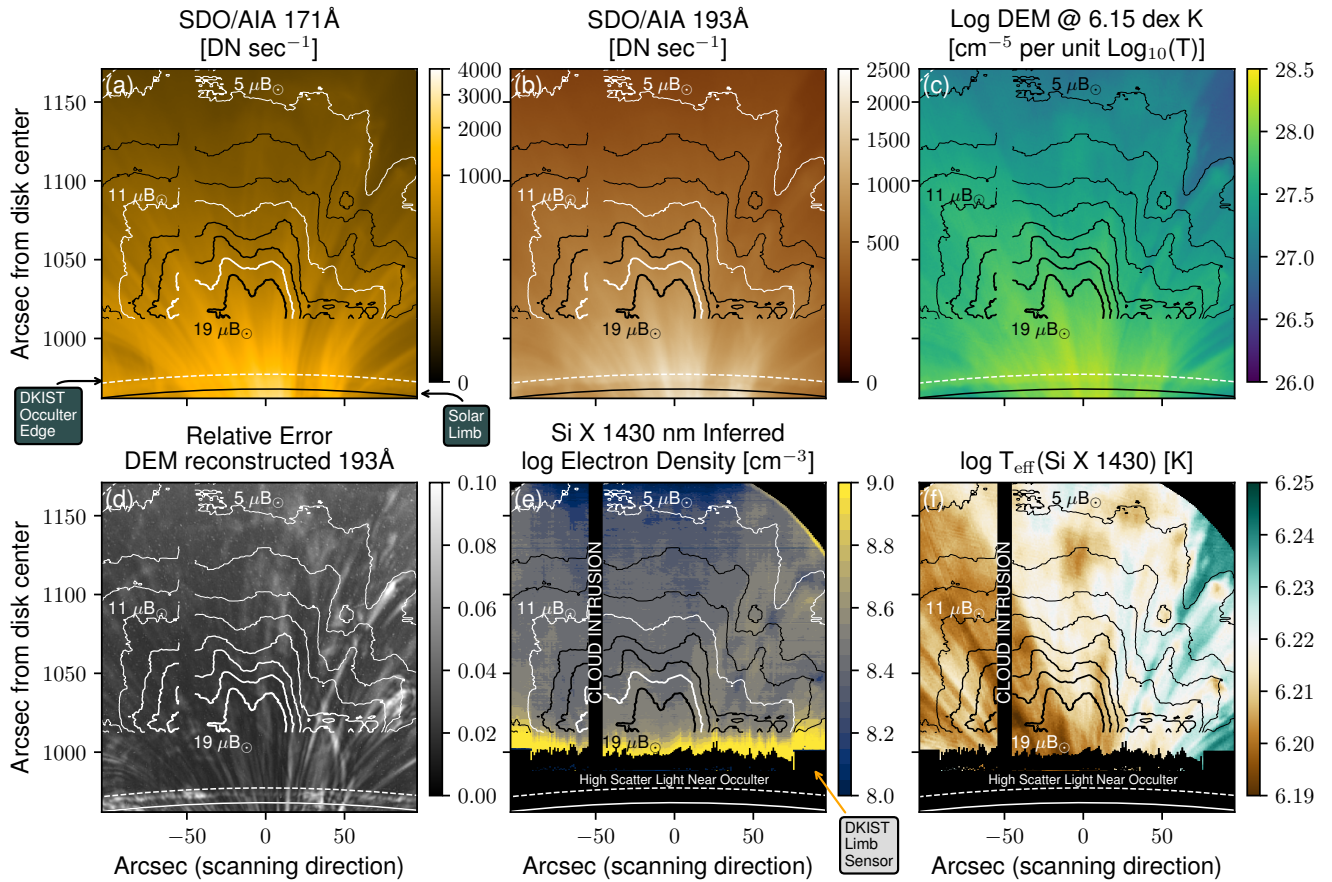 SDO/AIA 171Å
[DN sec⁻¹]
SDO/AIA 193Å
[DN sec⁻¹]
Log DEM @ 6.15 dex K
[cm⁻⁵ per unit Log₁₀(T)]
Arcsec from disk center
1150
1100
1050
1000
(a)
5 μB☉
11 μB☉
19 μB☉
4000
3000
2000
1000
0
(b)
5 μB☉
11 μB☉
19 μB☉
2500
2000
1500
1000
500
0
(c)
5 μB☉
11 μB☉
19 μB☉
28.5
28.0
27.5
27.0
26.5
26.0
−50
0
50
−50
0
50
−50
0
50
DKIST
Occulter
Edge
Solar
Limb
Relative Error
DEM reconstructed 193Å
Si X 1430 nm Inferred
log Electron Density [cm⁻³]
log T_eff(Si X 1430) [K]
Arcsec from disk center
1150
1100
1050
1000
(d)
5 μB☉
11 μB☉
19 μB☉
0.10
0.08
0.06
0.04
0.02
0.00
(e)
5 μB☉
11 μB☉
19 μB☉
CLOUD INTRUSION
High Scatter Light Near Occulter
9.0
8.8
8.6
8.4
8.2
8.0
(f)
5 μB☉
11 μB☉
19 μB☉
CLOUD INTRUSION
High Scatter Light Near Occulter
6.25
6.24
6.23
6.22
6.21
6.20
6.19
−50
0
50
−50
0
50
−50
0
50
DKIST
Limb
Sensor
Arcsec (scanning direction)
Arcsec (scanning direction)
Arcsec (scanning direction)